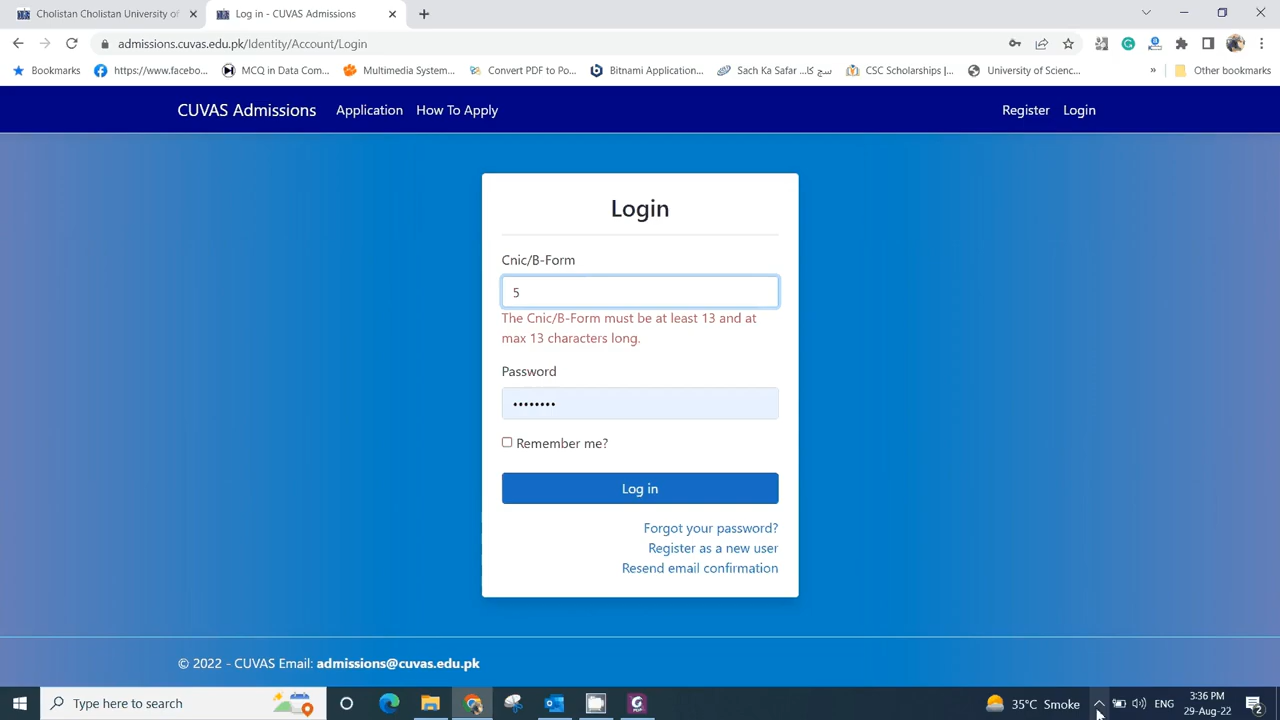 Cholistan Cholistan University of
Log in - CUVAS Admissions
admissions.cuvas.edu.pk/Identity/Account/Login
Bookmarks
https://www.facebo...
MCQ in Data Com...
Multimedia System...
Convert PDF to Po...
Bitnami Application...
Sach Ka Safar سچ کا...
CSC Scholarships |...
University of Scienc...
»
Other bookmarks
CUVAS Admissions
Application
How To Apply
Register
Login
Login
Cnic/B-Form
5
The Cnic/B-Form must be at least 13 and at
max 13 characters long.
Password
••••••••
Remember me?
Log in
Forgot your password?
Register as a new user
Resend email confirmation
© 2022 - CUVAS Email: admissions@cuvas.edu.pk
Type here to search
35°C Smoke
3:36 PM
29-Aug-22
2